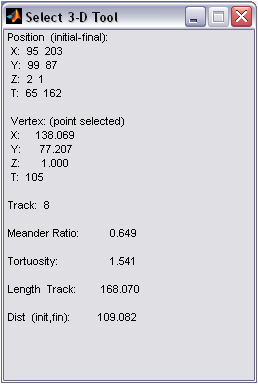 Select 3-D Tool
Position (initial-final):
X: 95 203
Y: 99 87
Z: 2 1
T: 65 162
Vertex: (point selected)
X: 138.069
Y: 77.207
Z: 1.000
T: 105
Track: 8
Meander Ratio: 0.649
Tortuosity: 1.541
Length Track: 168.070
Dist (init,fin): 109.082